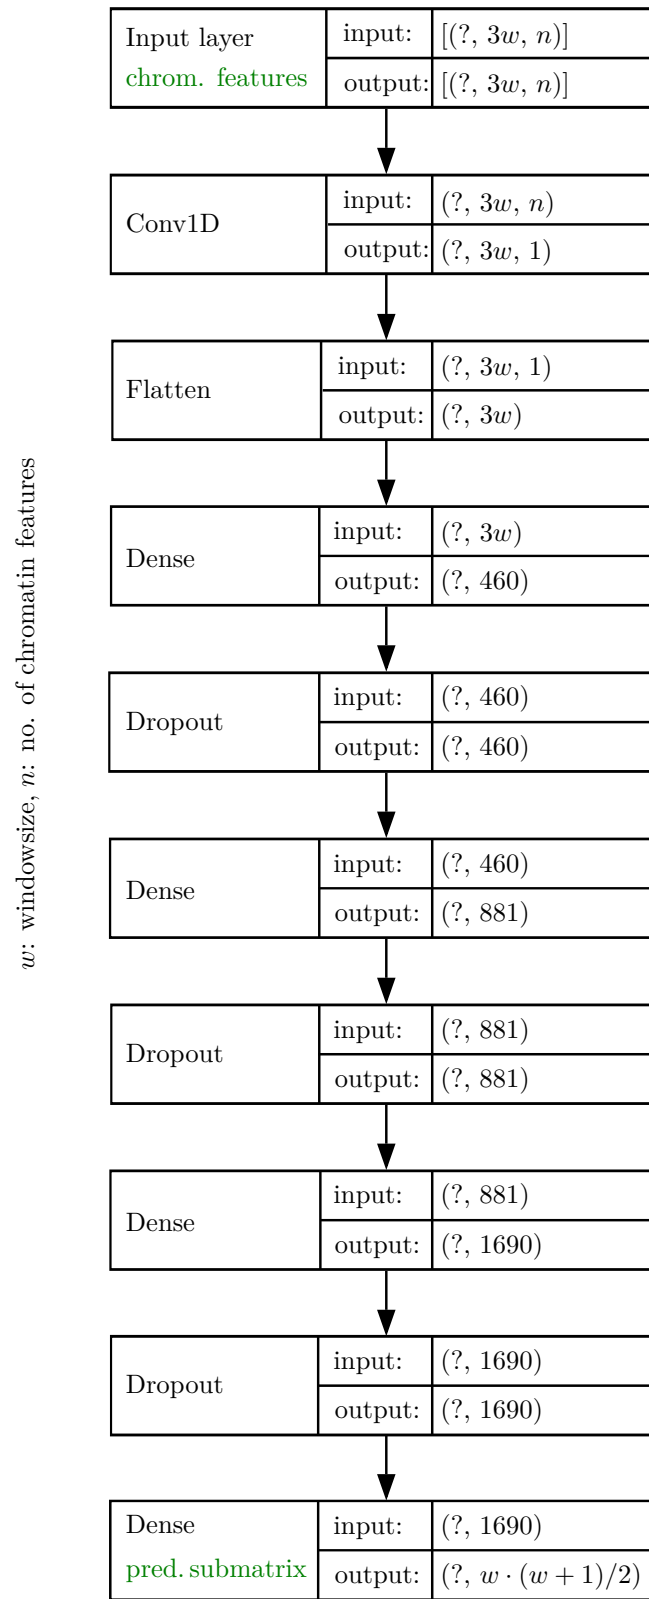 Input layer
chrom. features
input:
[(?, 3w, n)]
output:
[(?, 3w, n)]
Conv1D
input:
(?, 3w, n)
output:
(?, 3w, 1)
Flatten
input:
(?, 3w, 1)
output:
(?, 3w)
Dense
input:
(?, 3w)
output:
(?, 460)
Dropout
input:
(?, 460)
output:
(?, 460)
Dense
input:
(?, 460)
output:
(?, 881)
Dropout
input:
(?, 881)
output:
(?, 881)
Dense
input:
(?, 881)
output:
(?, 1690)
Dropout
input:
(?, 1690)
output:
(?, 1690)
Dense
pred. submatrix
input:
(?, 1690)
output:
(?, w · (w + 1)/2)
w: windowsize, n: no. of chromatin features